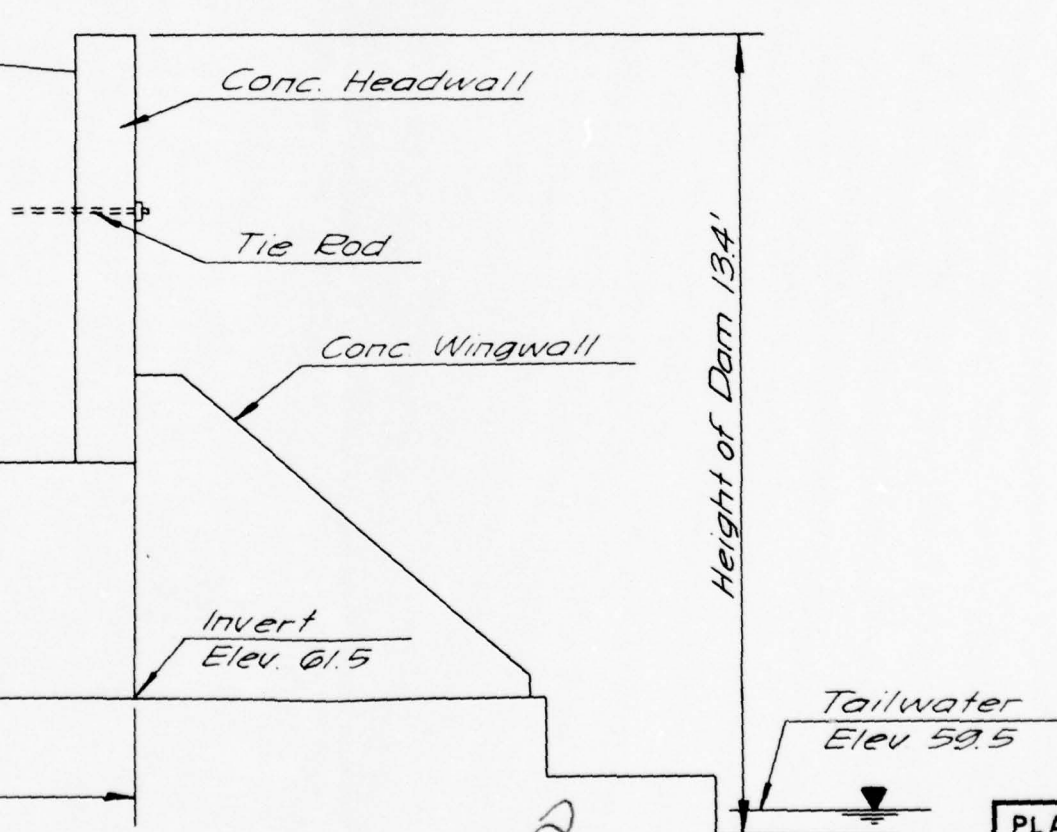 Conc. Headwall
Tie Rod
Conc. Wingwall
Height of Dam 13.4'
Invert
Elev. 61.5
Tailwater
Elev 59.5